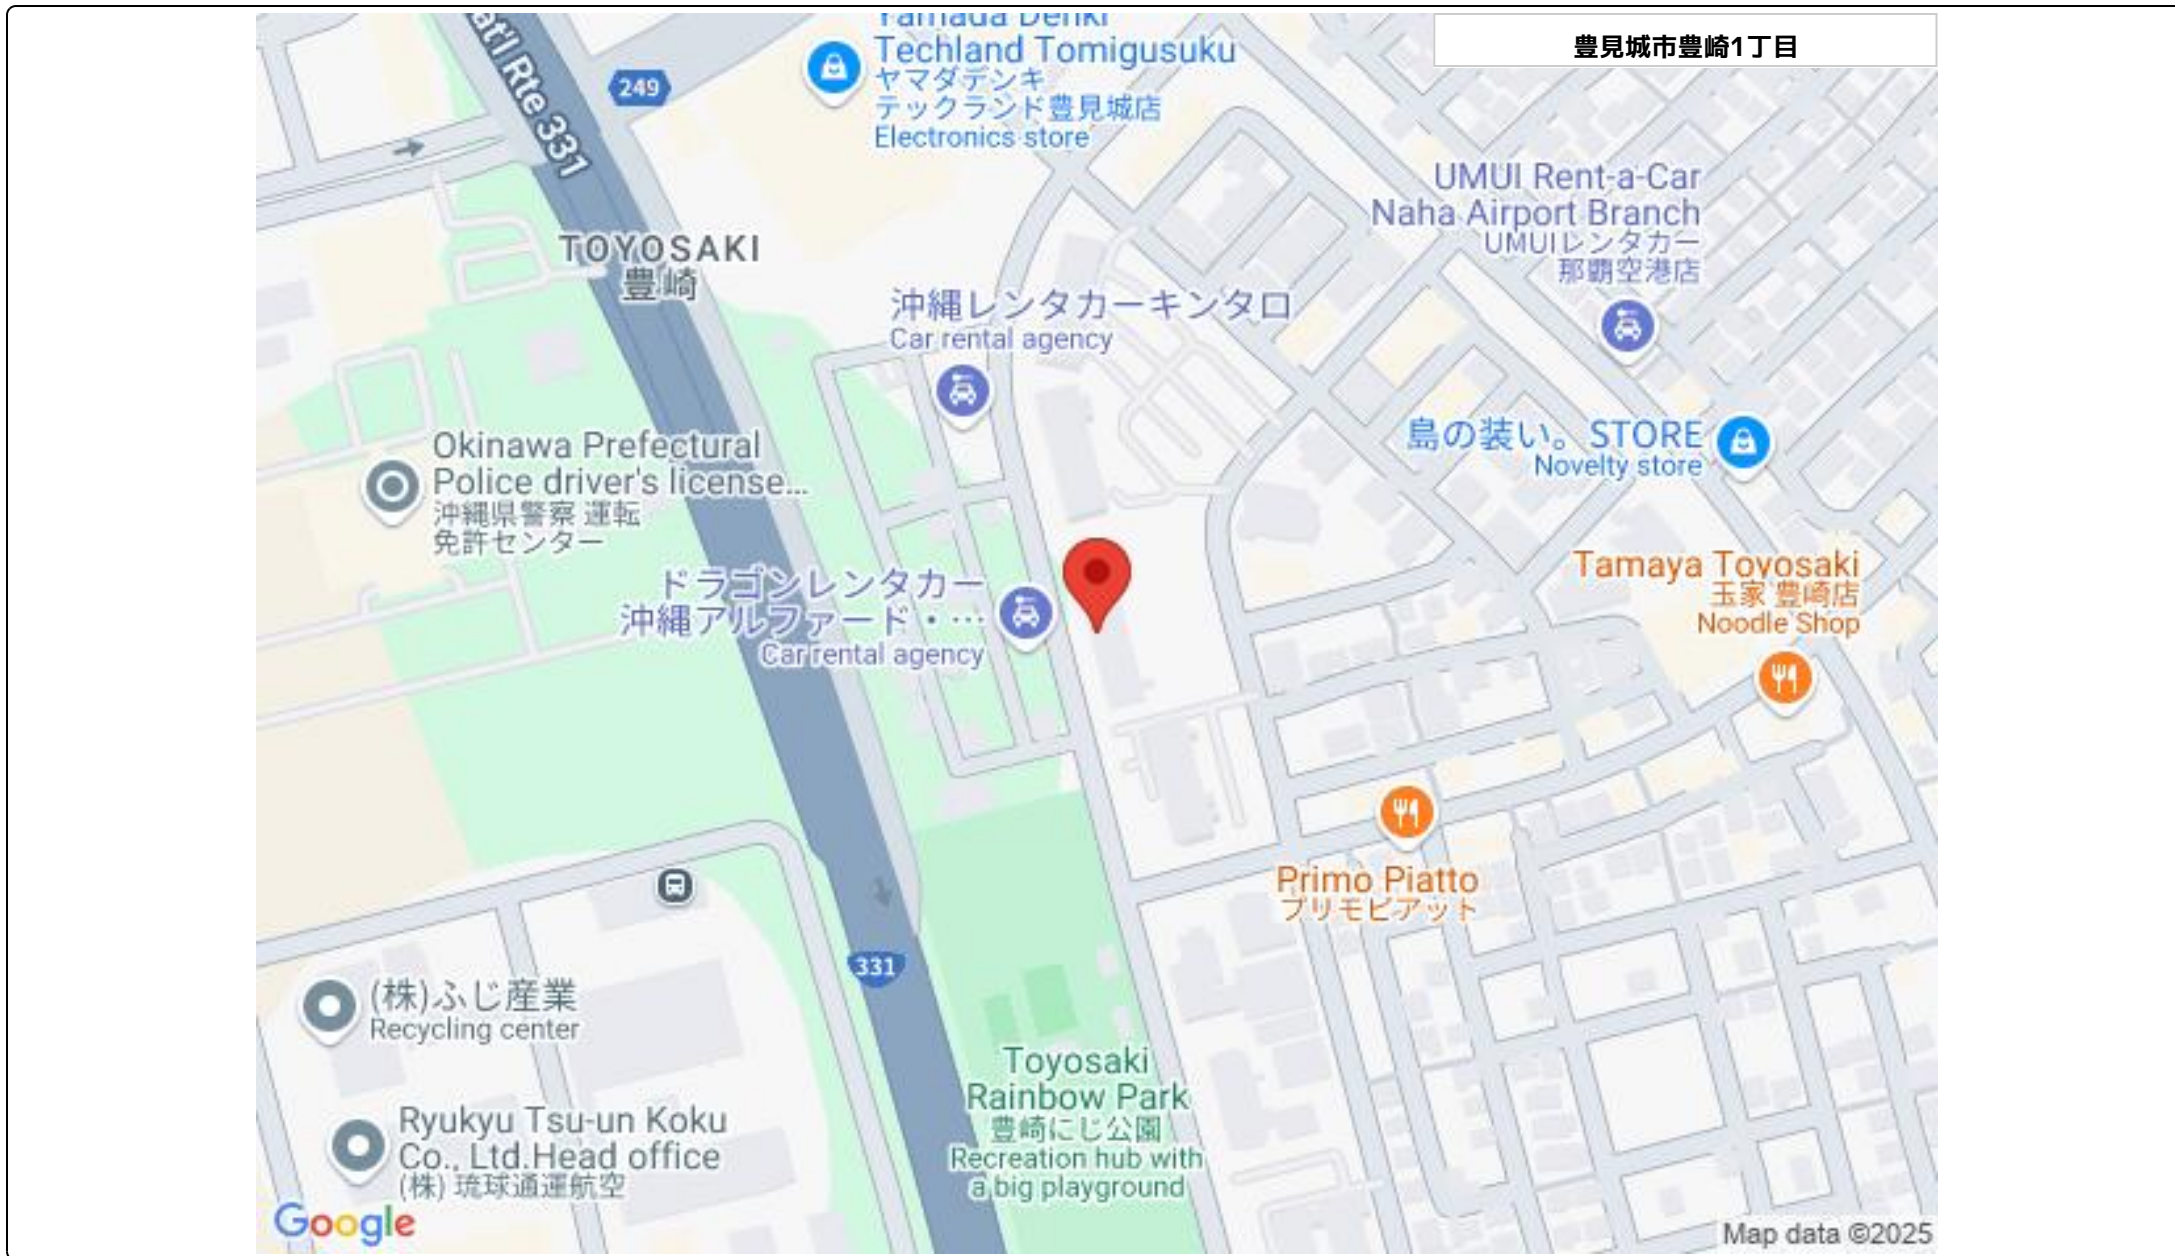 Yamada Denki
Techland Tomigusuku
ヤマダデンキ
テックランド豊見城店
Electronics store
豊見城市豊崎1丁目
at'l Rte 331
249
UMUI Rent-a-Car
Naha Airport Branch
UMUIレンタカー
那覇空港店
TOYOSAKI
豊崎
沖縄レンタカーキンタロ
Car rental agency
島の装い。STORE
Novelty store
Okinawa Prefectural
Police driver's license...
沖縄県警察 運転
免許センター
ドラゴンレンタカー
沖縄アルファード・…
Car rental agency
Tamaya Toyosaki
玉家 豊崎店
Noodle Shop
Primo Piatto
プリモピアット
331
(株)ふじ産業
Recycling center
Toyosaki
Rainbow Park
豊崎にじ公園
Recreation hub with
a big playground
Ryukyu Tsu-un Koku
Co., Ltd.Head office
(株) 琉球通運航空
Google
Map data ©2025